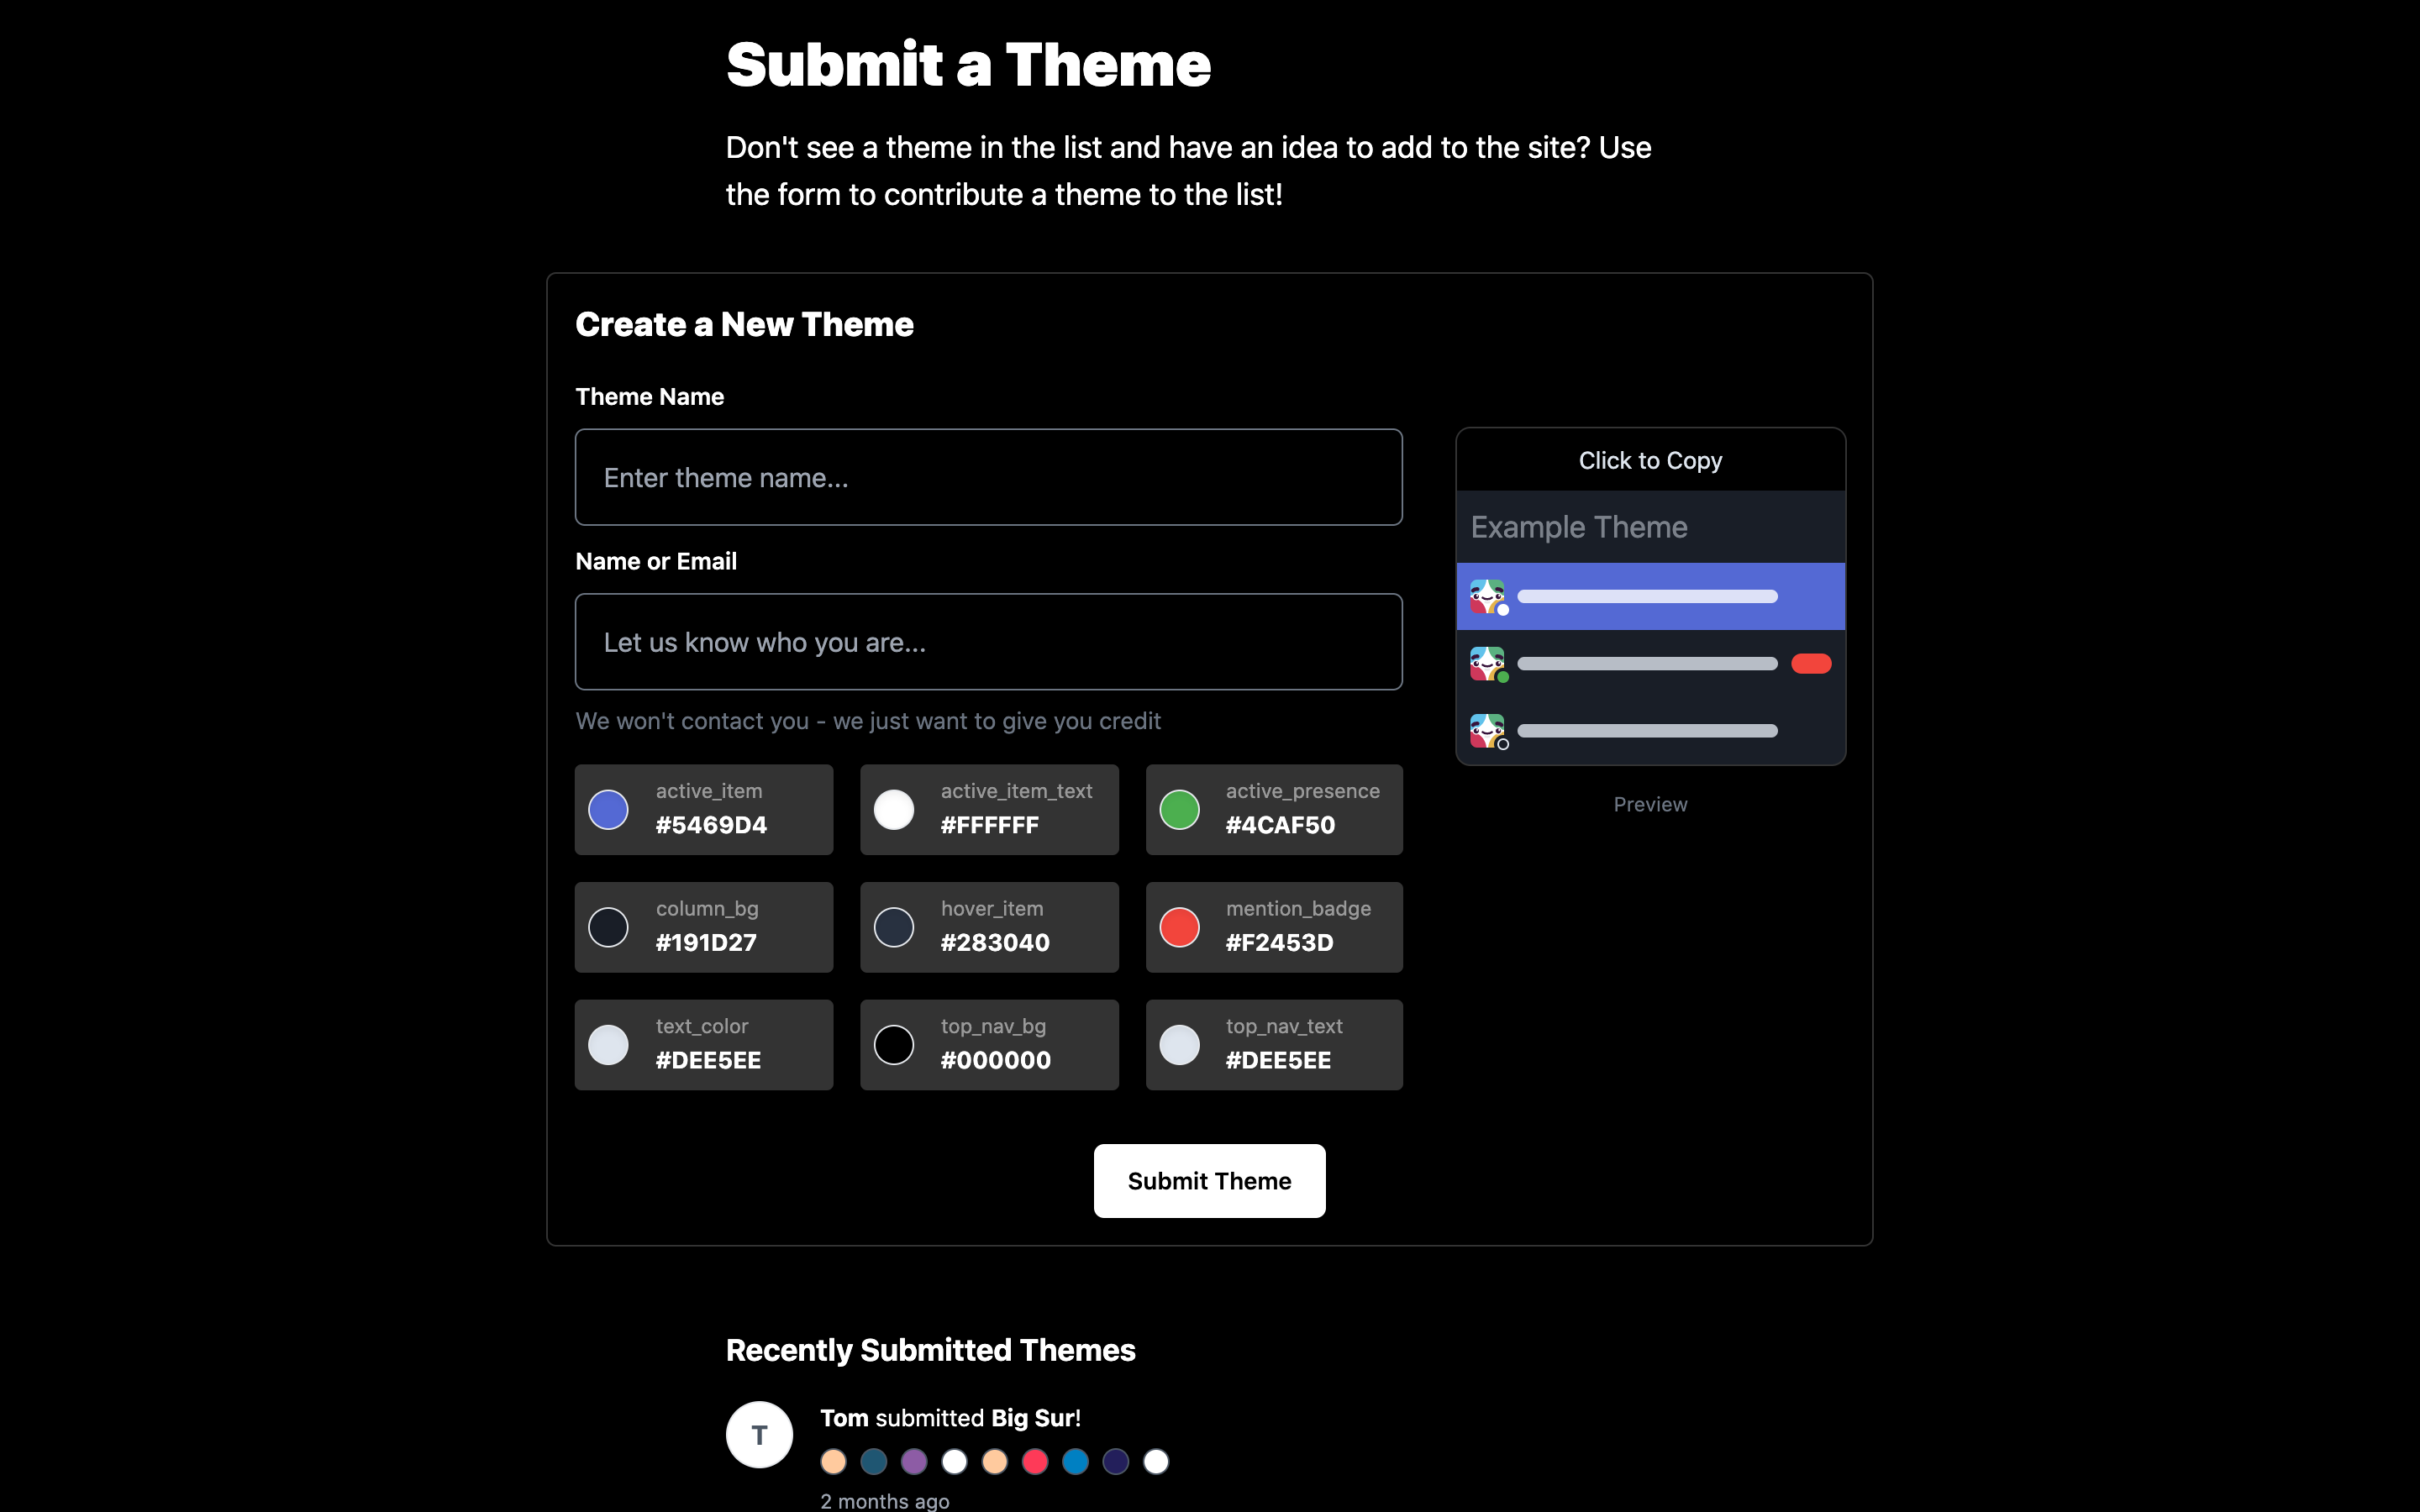 Submit a Theme
Don't see a theme in the list and have an idea to add to the site? Use
the form to contribute a theme to the list!
Create a New Theme
Theme Name
Enter theme name...
Name or Email
Let us know who you are...
We won't contact you - we just want to give you credit
active_item
#5469D4
active_item_text
#FFFFFF
active_presence
#4CAF50
column_bg
#191D27
hover_item
#283040
mention_badge
#F2453D
text_color
#DEE5EE
top_nav_bg
#000000
top_nav_text
#DEE5EE
Click to Copy
Example Theme
Preview
Submit Theme
Recently Submitted Themes
T
Tom submitted Big Sur!
2 months ago